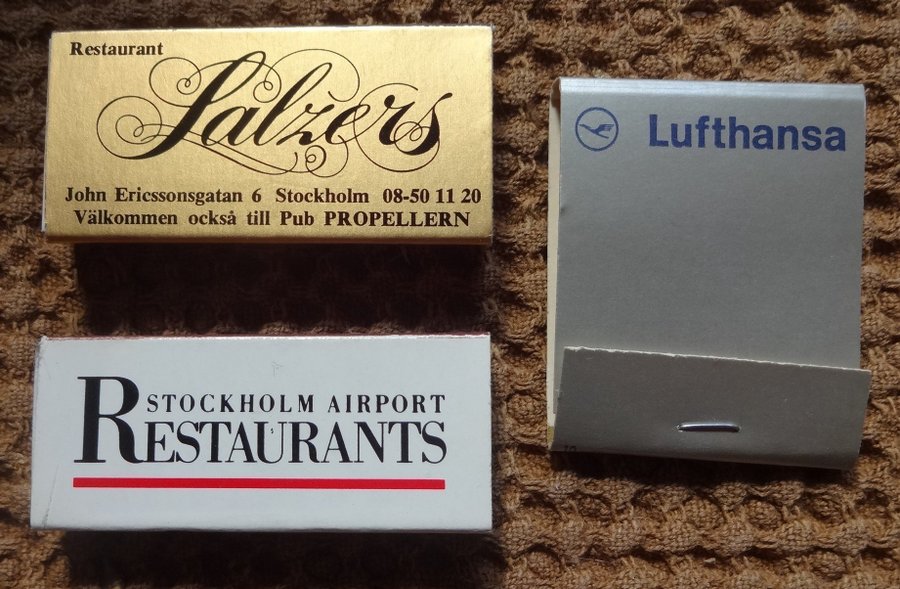 Restaurant
Salzers
John Ericssonsgatan 6 Stockholm 08-50 11 20
Välkommen också till Pub PROPELLERN
Lufthansa
STOCKHOLM AIRPORT
RESTAURANTS